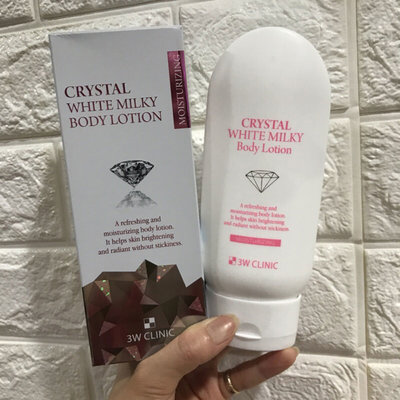 CRYSTAL
WHITE MILKY
BODY LOTION
MOISTURIZING
A refreshing and
moisturizing body lotion.
It helps skin brightening
and radiant without stickness.
3W CLINIC
CRYSTAL
WHITE MILKY
Body Lotion
A refreshing and
moisturizing body lotion.
It helps skin brightening
and radiant without stickness.
MOISTURIZING
3W CLINIC